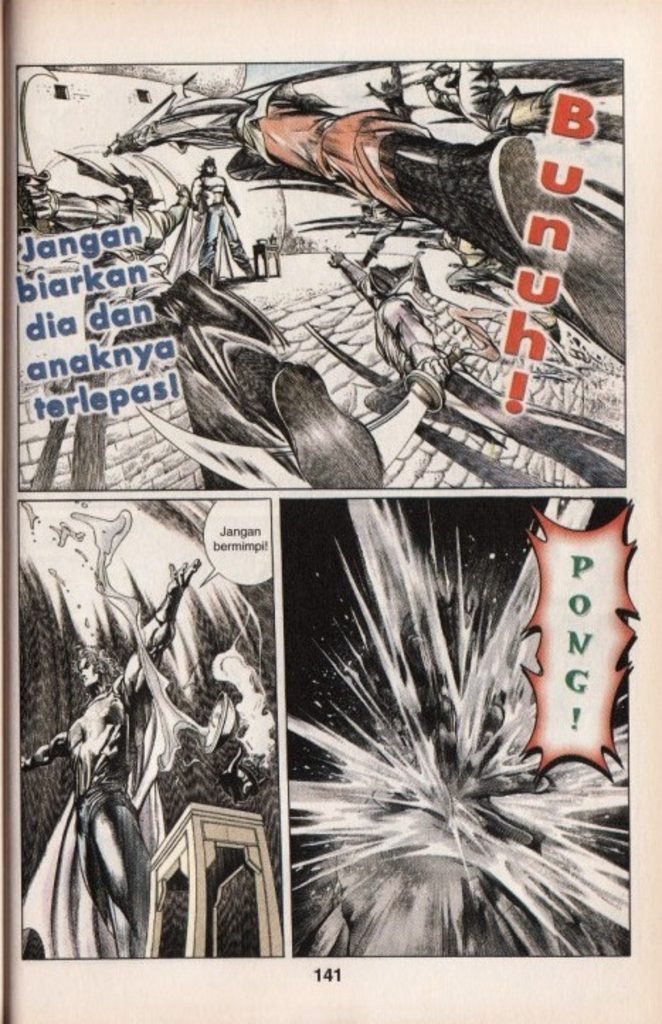 Jangan
biarkan
dia dan
anaknya
terlepas!
Bunuh!
Jangan
bermimpi!
PONG!
141